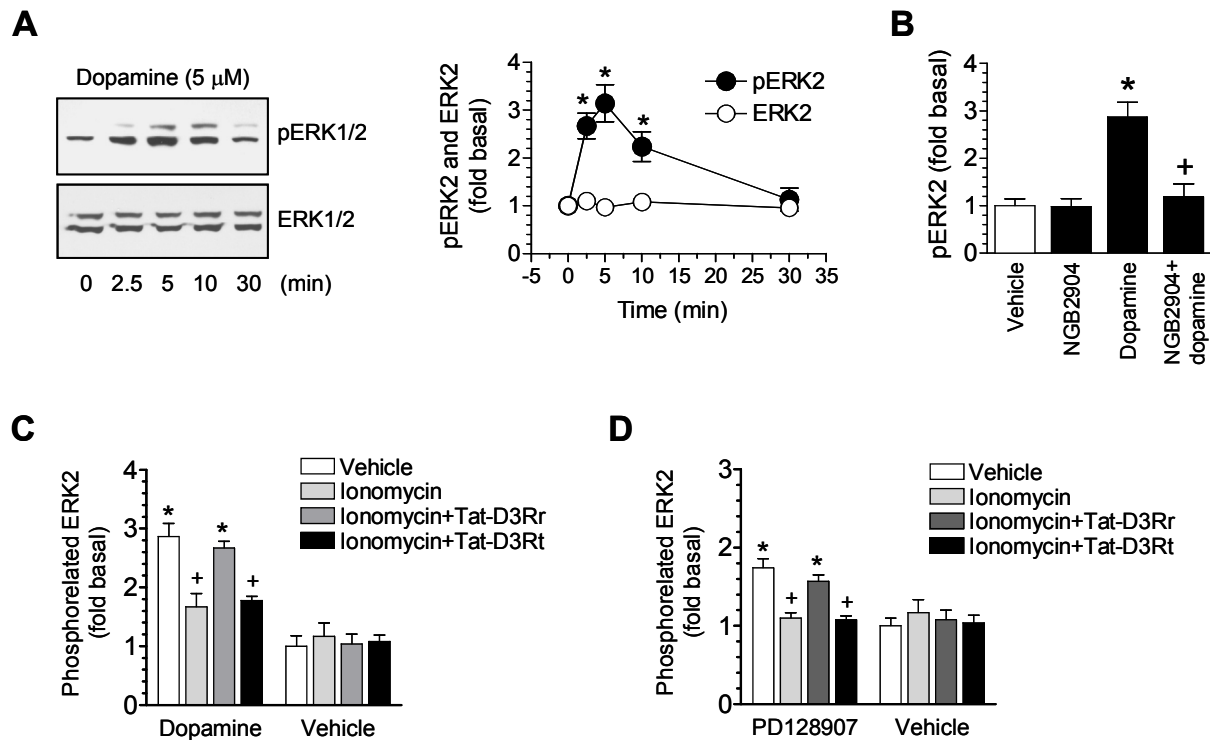 A
Dopamine (5 μM)
pERK1/2
ERK1/2
0 2.5 5 10 30 (min)
pERK2 and ERK2
(fold basal)
4
3
2
1
0
* * *
pERK2
ERK2
-5 0 5 10 15 20 25 30 35
Time (min)
B
pERK2 (fold basal)
4
3
2
1
0
* +
Vehicle
NGB2904
Dopamine
NGB2904+
dopamine
C
Phosphorelated ERK2
(fold basal)
4
3
2
1
0
* + * +
Vehicle
Ionomycin
Ionomycin+Tat-D3Rr
Ionomycin+Tat-D3Rt
Dopamine Vehicle
D
Phosphorelated ERK2
(fold basal)
3
2
1
0
* + * +
Vehicle
Ionomycin
Ionomycin+Tat-D3Rr
Ionomycin+Tat-D3Rt
PD128907 Vehicle